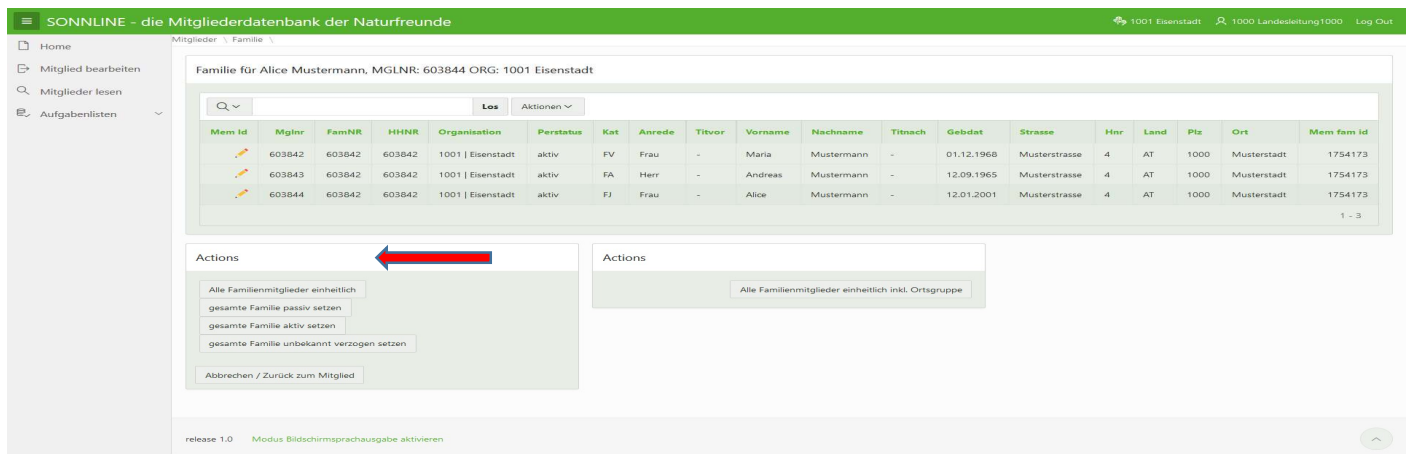 SONNLINE - die Mitgliederdatenbank der Naturfreunde 1001 Eisenstadt 1000 Landesleitung1000 Log Out
Home
Mitglied bearbeiten
Mitglieder lesen
Aufgabenlisten
Mitglieder \ Familie \
Familie für Alice Mustermann, MGLNR: 603844 ORG: 1001 Eisenstadt
Los Aktionen
Mem Id Mglnr FamNR HHNR Organisation Perstatus Kat Anrede Titvor Vorname Nachname Titnach Gebdat Strasse Hnr Land Plz Ort Mem fam id
603842 603842 603842 1001 | Eisenstadt aktiv FV Frau - Maria Mustermann - 01.12.1968 Musterstrasse 4 AT 1000 Musterstadt 1754173
603843 603842 603842 1001 | Eisenstadt aktiv FA Herr - Andreas Mustermann - 12.09.1965 Musterstrasse 4 AT 1000 Musterstadt 1754173
603844 603842 603842 1001 | Eisenstadt aktiv FJ Frau - Alice Mustermann - 12.01.2001 Musterstrasse 4 AT 1000 Musterstadt 1754173
1 - 3
Actions
Alle Familienmitglieder einheitlich
gesamte Familie passiv setzen
gesamte Familie aktiv setzen
gesamte Familie unbekannt verzogen setzen
Abbrechen / Zurück zum Mitglied
Actions
Alle Familienmitglieder einheitlich inkl. Ortsgruppe
release 1.0 Modus Bildschirmsprachausgabe aktivieren